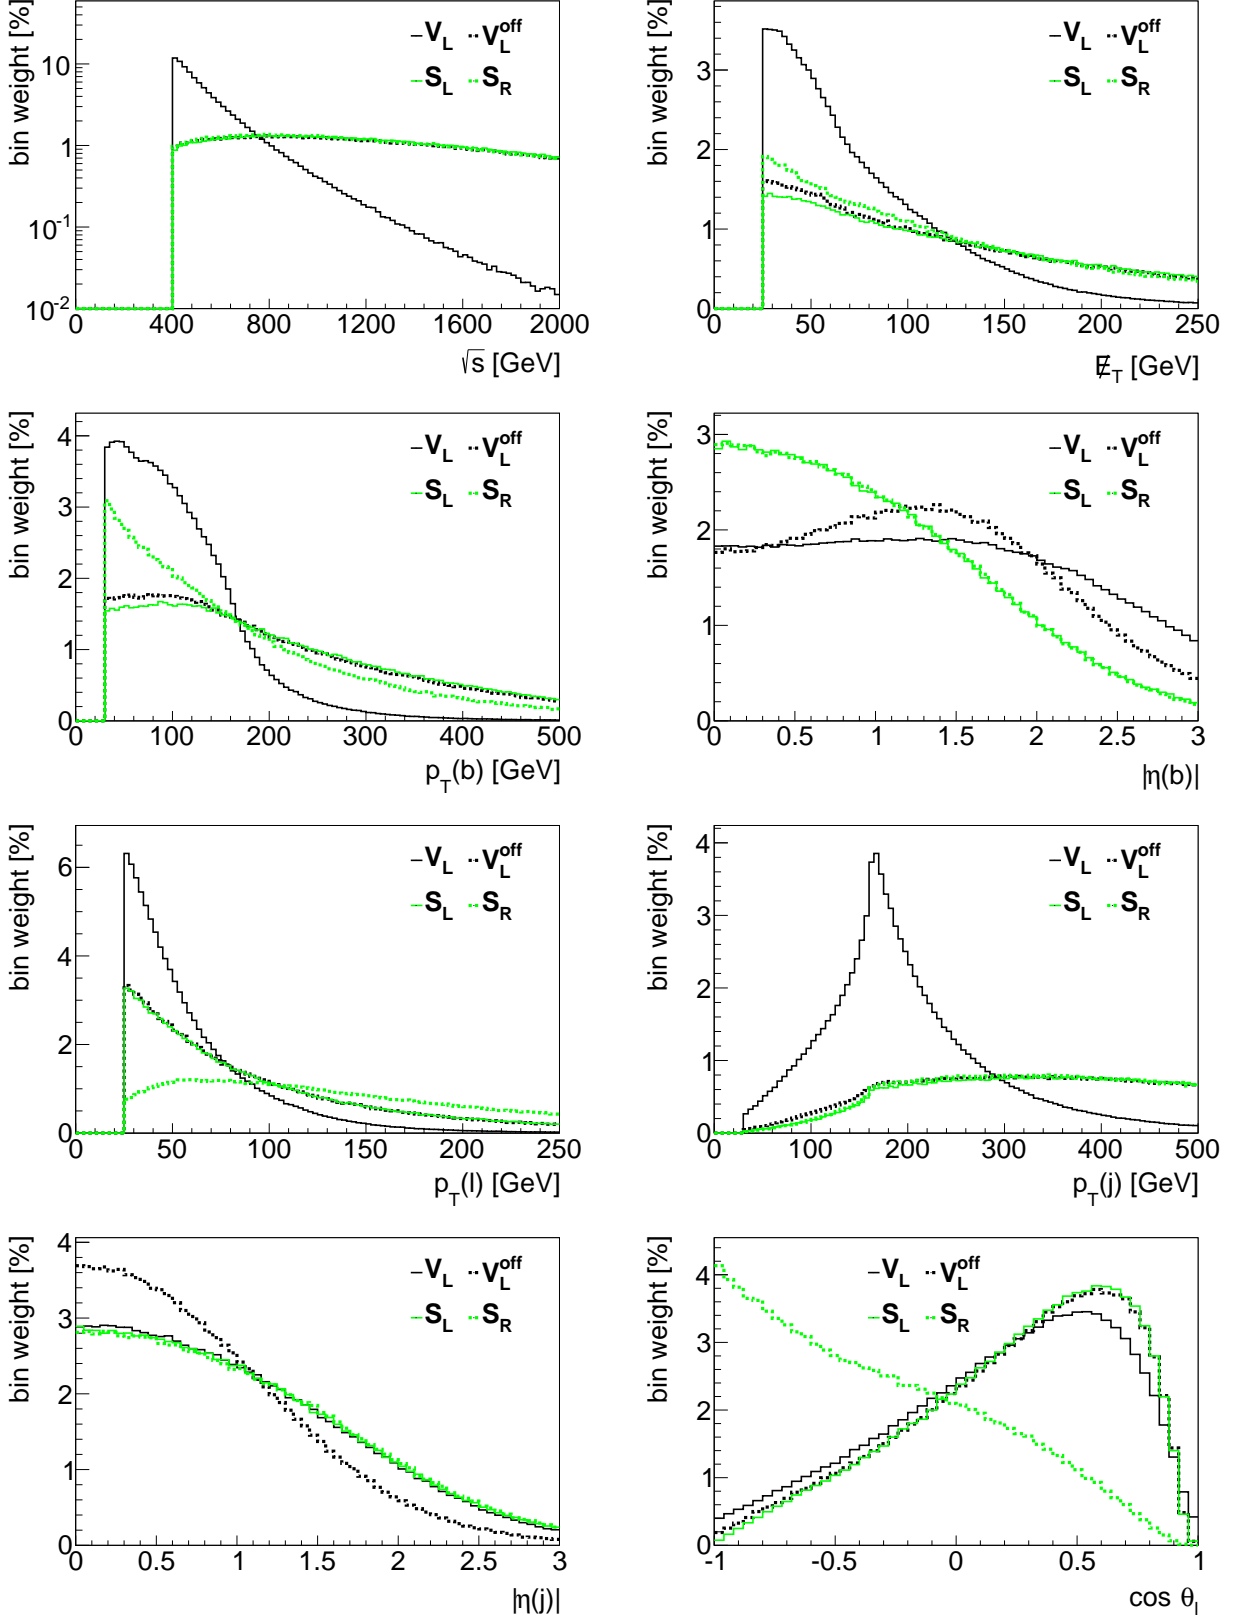 bin weight [%]
V_L V_L^off
S_L S_R
10
1
10^-1
10^-2
0 400 800 1200 1600 2000
√s [GeV]
bin weight [%]
V_L V_L^off
S_L S_R
3
2
1
0
0 50 100 150 200 250
E̸_T [GeV]
bin weight [%]
V_L V_L^off
S_L S_R
4
3
2
1
0
0 100 200 300 400 500
p_T(b) [GeV]
bin weight [%]
V_L V_L^off
S_L S_R
3
2
1
0
0 0.5 1 1.5 2 2.5 3
|η(b)|
bin weight [%]
V_L V_L^off
S_L S_R
6
4
2
0
0 50 100 150 200 250
p_T(l) [GeV]
bin weight [%]
V_L V_L^off
S_L S_R
4
3
2
1
0
0 100 200 300 400 500
p_T(j) [GeV]
bin weight [%]
V_L V_L^off
S_L S_R
4
3
2
1
0
0 0.5 1 1.5 2 2.5 3
|η(j)|
bin weight [%]
V_L V_L^off
S_L S_R
4
3
2
1
0
-1 -0.5 0 0.5 1
cos θ_l